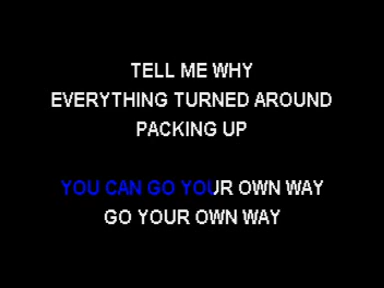 TELL ME WHY
EVERYTHING TURNED AROUND
PACKING UP
YOU CAN GO YOUR OWN WAY
GO YOUR OWN WAY